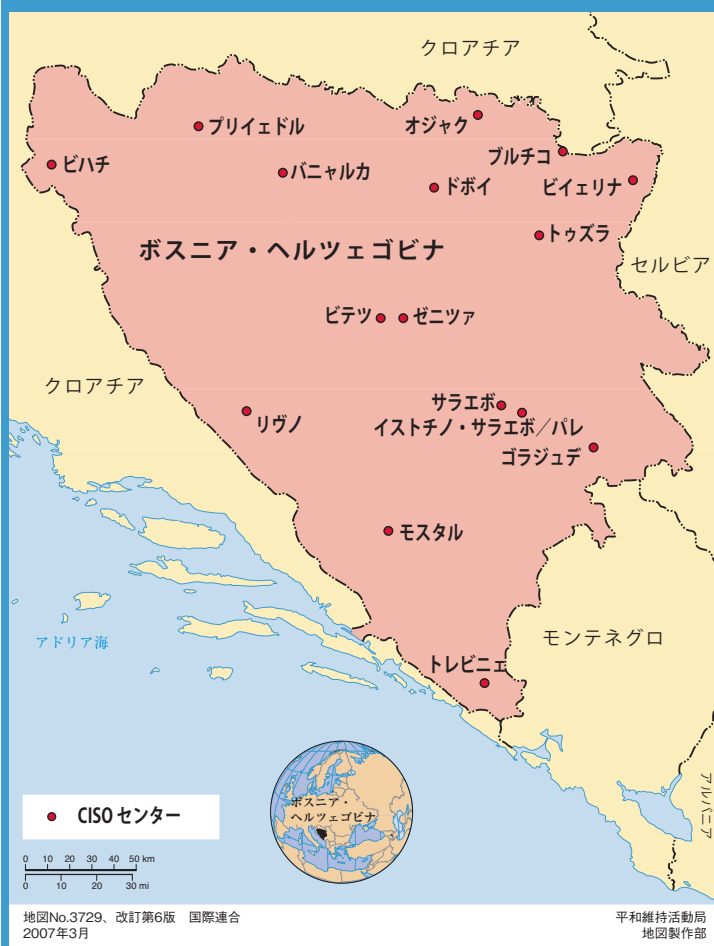 クロアチア
プリイェドル
オジャク
ブルチコ
ビハチ
バニャルカ
ドボイ
ビイェリナ
トゥズラ
ボスニア・ヘルツェゴビナ
セルビア
ビテツ
ゼニツァ
クロアチア
サラエボ
リヴノ
イストチノ・サラエボ/パレ
ゴラジュデ
モスタル
アドリア海
モンテネグロ
トレビニェ
アルバニア
ボスニア・
ヘルツェゴビナ
CISO センター
0 10 20 30 40 50 km
0 10 20 30 mi
地図No.3729、改訂第6版 国際連合
2007年3月
平和維持活動局
地図製作部